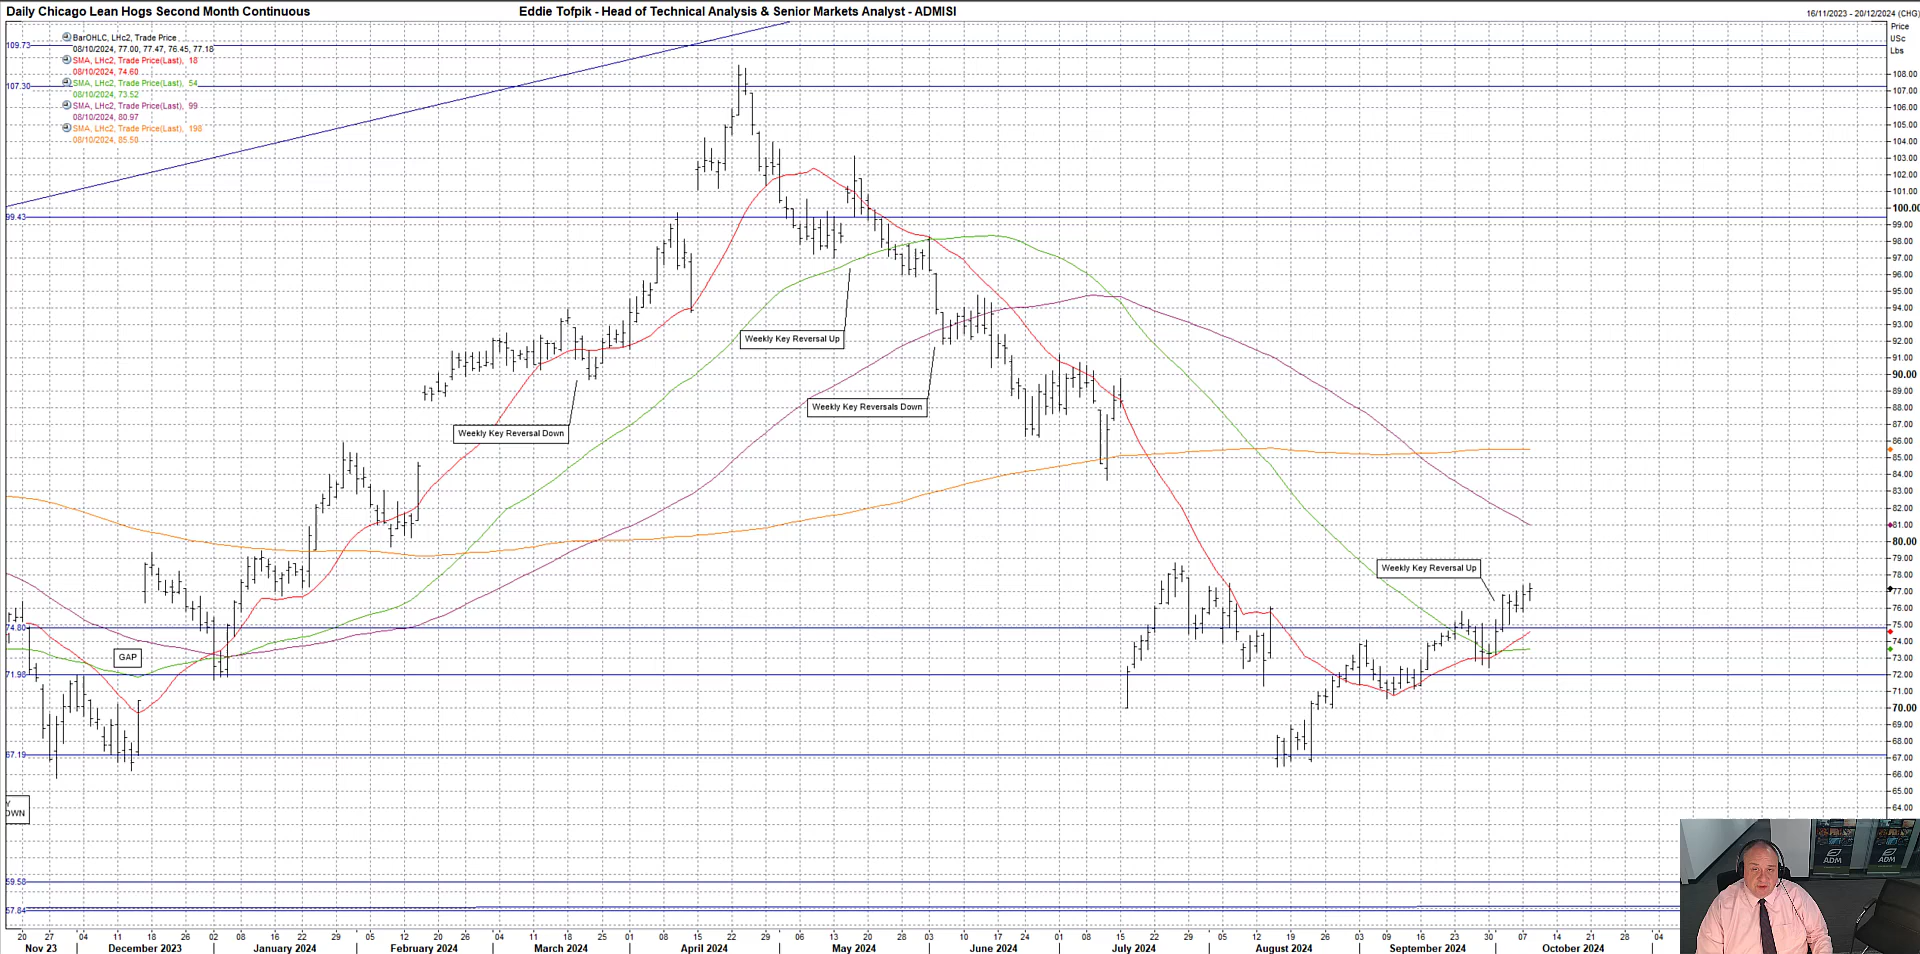 Daily Chicago Lean Hogs Second Month Continuous
Eddie Tofpik - Head of Technical Analysis & Senior Markets Analyst - ADMISI
16/11/2023 - 20/12/2024 (CHG)
BarOHLC, LHc2, Trade Price
08/10/2024, 77.00, 77.47, 76.45, 77.18
SMA, LHc2, Trade Price(Last), 18
08/10/2024, 74.60
SMA, LHc2, Trade Price(Last), 54
08/10/2024, 73.52
SMA, LHc2, Trade Price(Last), 99
08/10/2024, 80.97
SMA, LHc2, Trade Price(Last), 198
08/10/2024, 85.50
109.73
107.30
99.43
74.80
71.98
67.19
59.58
57.84
Weekly Key Reversal Up
Weekly Key Reversals Down
Weekly Key Reversal Down
Weekly Key Reversal Up
GAP
Y
OWN
Price
USc
Lbs
108.00
107.00
106.00
105.00
104.00
103.00
102.00
101.00
100.00
99.00
98.00
97.00
96.00
95.00
94.00
93.00
92.00
91.00
90.00
89.00
88.00
87.00
86.00
85.00
84.00
83.00
82.00
81.00
80.00
79.00
78.00
77.00
76.00
75.00
74.00
73.00
72.00
71.00
70.00
69.00
68.00
67.00
66.00
65.00
64.00
ADM ADM
20 27 04 11 18 26 02 08 16 22 29 05 12 20 26 04 11 18 25 01 08 15 22 29 06 13 20 28 03 10 17 24 01 08 15 22 29 05 12 19 26 03 09 16 23 30 07 14 21 28 04
Nov 23 December 2023 January 2024 February 2024 March 2024 April 2024 May 2024 June 2024 July 2024 August 2024 September 2024 October 2024